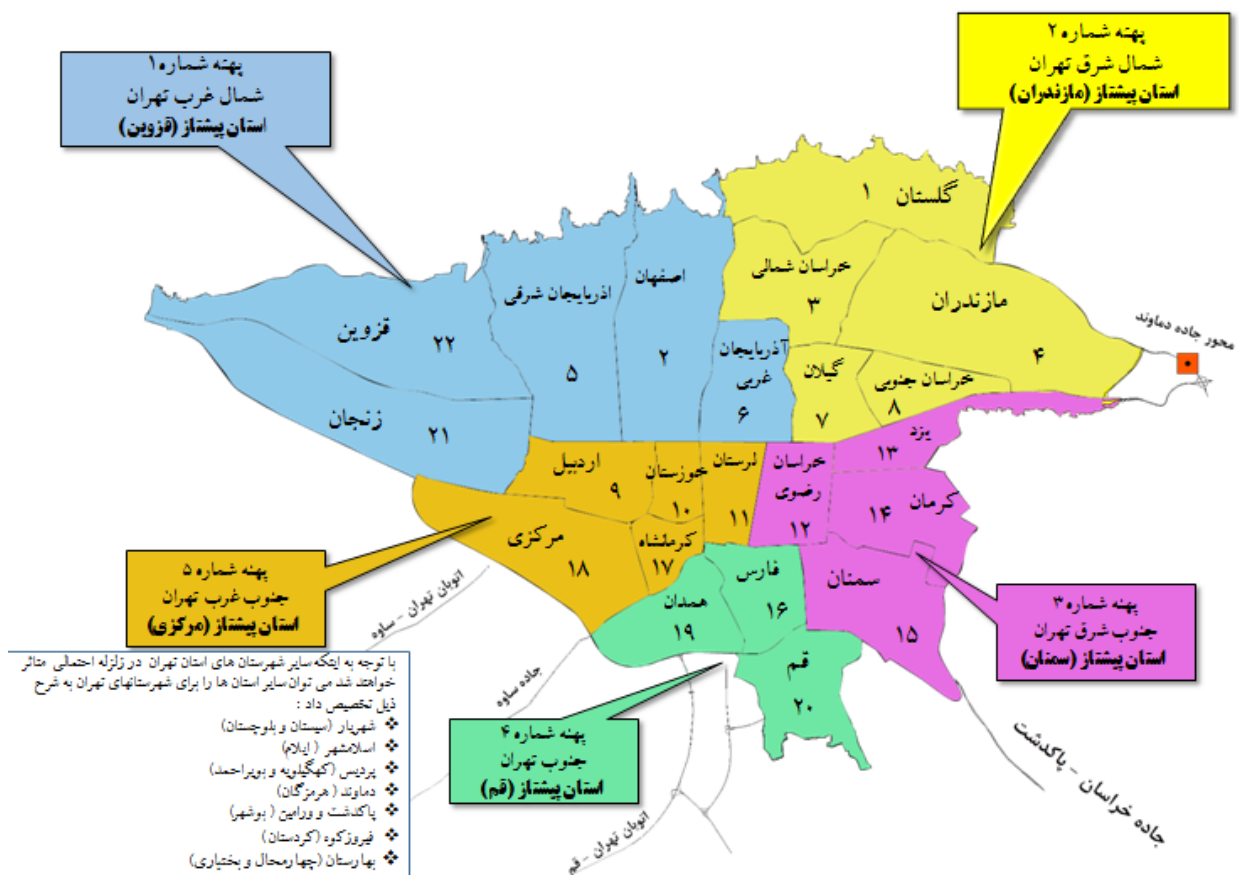 پهنه شماره ۱
شمال غرب تهران
استان پیشتاز (قزوین)
پهنه شماره ۲
شمال شرق تهران
استان پیشتاز (مازندران)
گلستان
۱
خراسان شمالی
۳
مازندران
۴
محور جاده دماوند
اصفهان
۲
اذربایجان شرقی
۵
قزوین
۲۲
آذربایجان
غربی
۶
گیلان
۷
خراسان جنوبی
۸
زنجان
۲۱
یزد
۱۳
اردبیل
۹
خوزستان
۱۰
لرستان
۱۱
خراسان
رضوی
۱۲
کرمان
۱۴
مرکزی
۱۸
کرمانشاه
۱۷
فارس
۱۶
سمنان
۱۵
همدان
۱۹
قم
۲۰
پهنه شماره ۵
جنوب غرب تهران
استان پیشتاز (مرکزی)
پهنه شماره ۳
جنوب شرق تهران
استان پیشتاز (سمنان)
پهنه شماره ۴
جنوب تهران
استان پیشتاز (قم)
اتوبان تهران - ساوه
جاده ساوه
اتوبان تهران - قم
جاده خراسان - پاکدشت
با توجه به اینکه سایر شهرستان های استان تهران در زلزله احتمالی متاثر
خواهند شد می توان سایر استان ها را برای شهرستانهای تهران به شرح
ذیل تخصیص داد :
❖ شهریار (سیستان و بلوچستان)
❖ اسلامشهر ( ایلام)
❖ پردیس (کهگیلویه و بویراحمد)
❖ دماوند ( هرمزگان)
❖ پاکدشت و ورامین ( بوشهر)
❖ فیروزکوه (کردستان)
❖ بهارستان (چهارمحال و بختیاری)